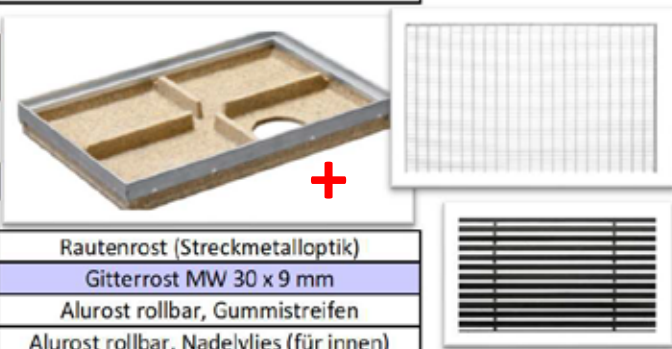 Rautenrost (Streckmetalloptik)
Gitterrost MW 30 x 9 mm
Alurost rollbar, Gummistreifen
Alurost rollbar, Nadelvlies (für innen)